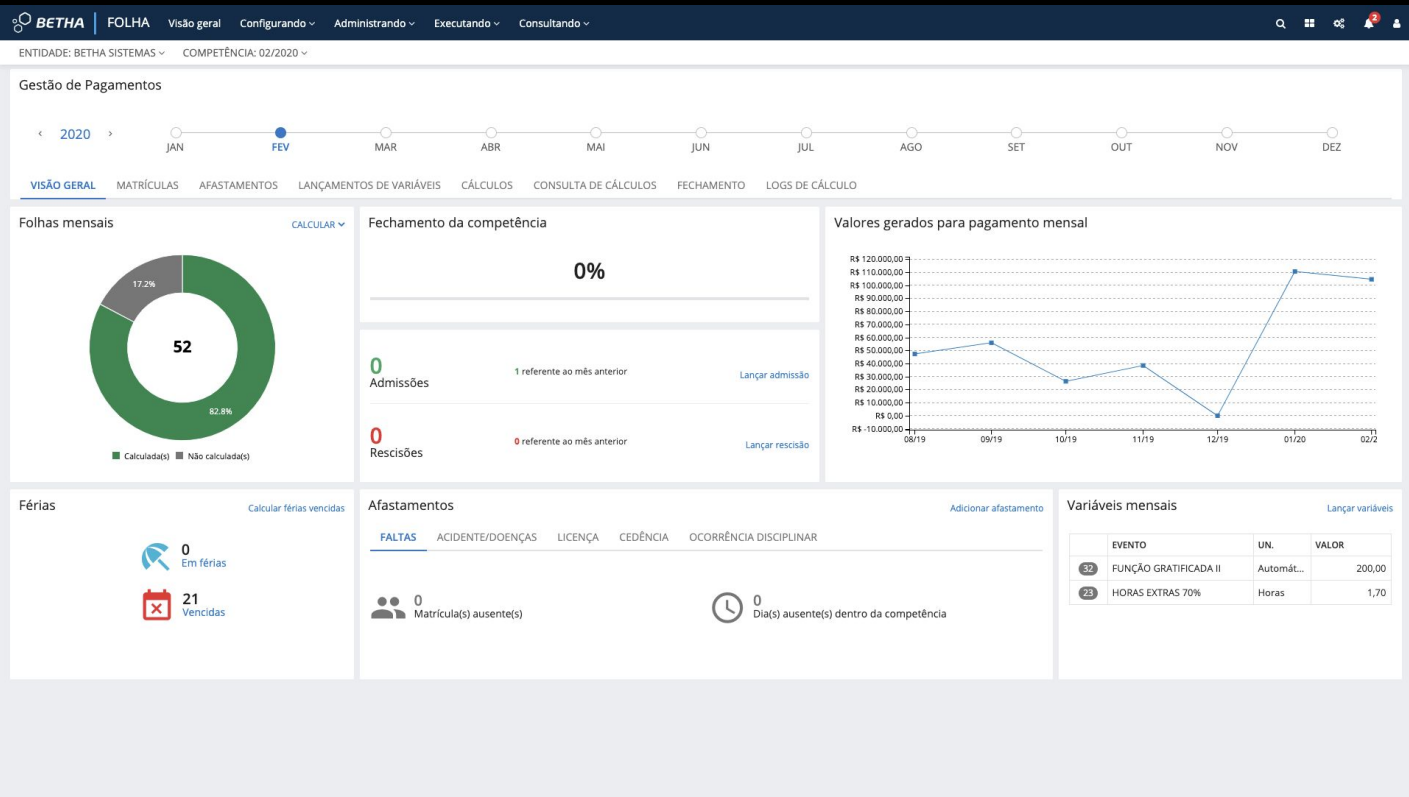 BETHA FOLHA Visão geral Configurando Administrando Executando Consultando 2
ENTIDADE: BETHA SISTEMAS COMPETÊNCIA: 02/2020
Gestão de Pagamentos
2020
JAN FEV MAR ABR MAI JUN JUL AGO SET OUT NOV DEZ
VISÃO GERAL MATRÍCULAS AFASTAMENTOS LANÇAMENTOS DE VARIÁVEIS CÁLCULOS CONSULTA DE CÁLCULOS FECHAMENTO LOGS DE CÁLCULO
Folhas mensais CALCULAR
17.2%
52
82.8%
Calculada(s) Não calculada(s)
Fechamento da competência
0%
0
Admissões
1 referente ao mês anterior
Lançar admissão
0
Rescisões
0 referente ao mês anterior
Lançar rescisão
Valores gerados para pagamento mensal
R$ 120.000,00
R$ 110.000,00
R$ 100.000,00
R$ 90.000,00
R$ 80.000,00
R$ 70.000,00
R$ 60.000,00
R$ 50.000,00
R$ 40.000,00
R$ 30.000,00
R$ 20.000,00
R$ 10.000,00
R$ 0,00
R$ -10.000,00
08/19 09/19 10/19 11/19 12/19 01/20 02/2
Férias Calcular férias vencidas
0
Em férias
21
Vencidas
Afastamentos Adicionar afastamento
FALTAS ACIDENTE/DOENÇAS LICENÇA CEDÊNCIA OCORRÊNCIA DISCIPLINAR
0
Matrícula(s) ausente(s)
0
Dia(s) ausente(s) dentro da competência
Variáveis mensais Lançar variáveis
EVENTO UN. VALOR
32 FUNÇÃO GRATIFICADA II Automát... 200,00
23 HORAS EXTRAS 70% Horas 1,70